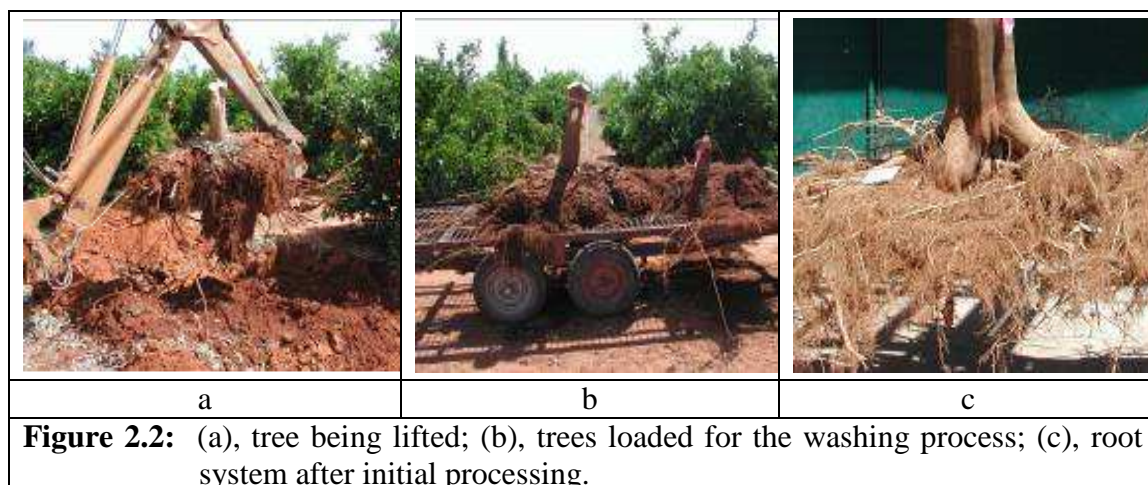 a b c
Figure 2.2: (a), tree being lifted; (b), trees loaded for the washing process; (c), root
system after initial processing.